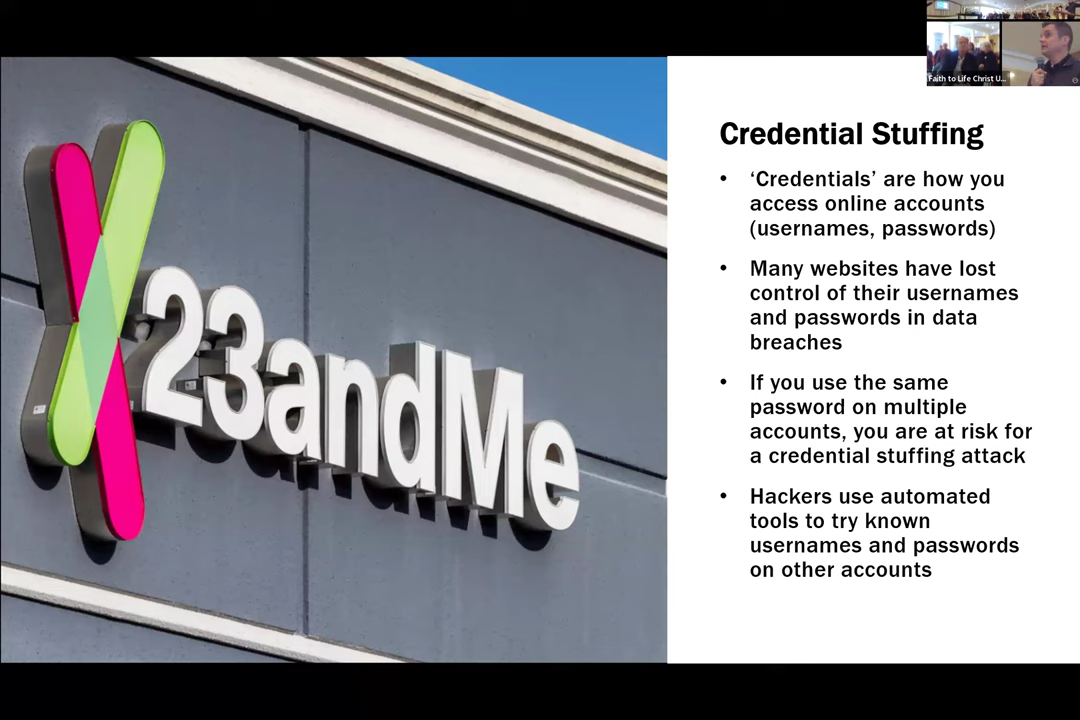 Faith to Life Christ U...
23andMe
Credential Stuffing
• ‘Credentials’ are how you
access online accounts
(usernames, passwords)
• Many websites have lost
control of their usernames
and passwords in data
breaches
• If you use the same
password on multiple
accounts, you are at risk for
a credential stuffing attack
• Hackers use automated
tools to try known
usernames and passwords
on other accounts